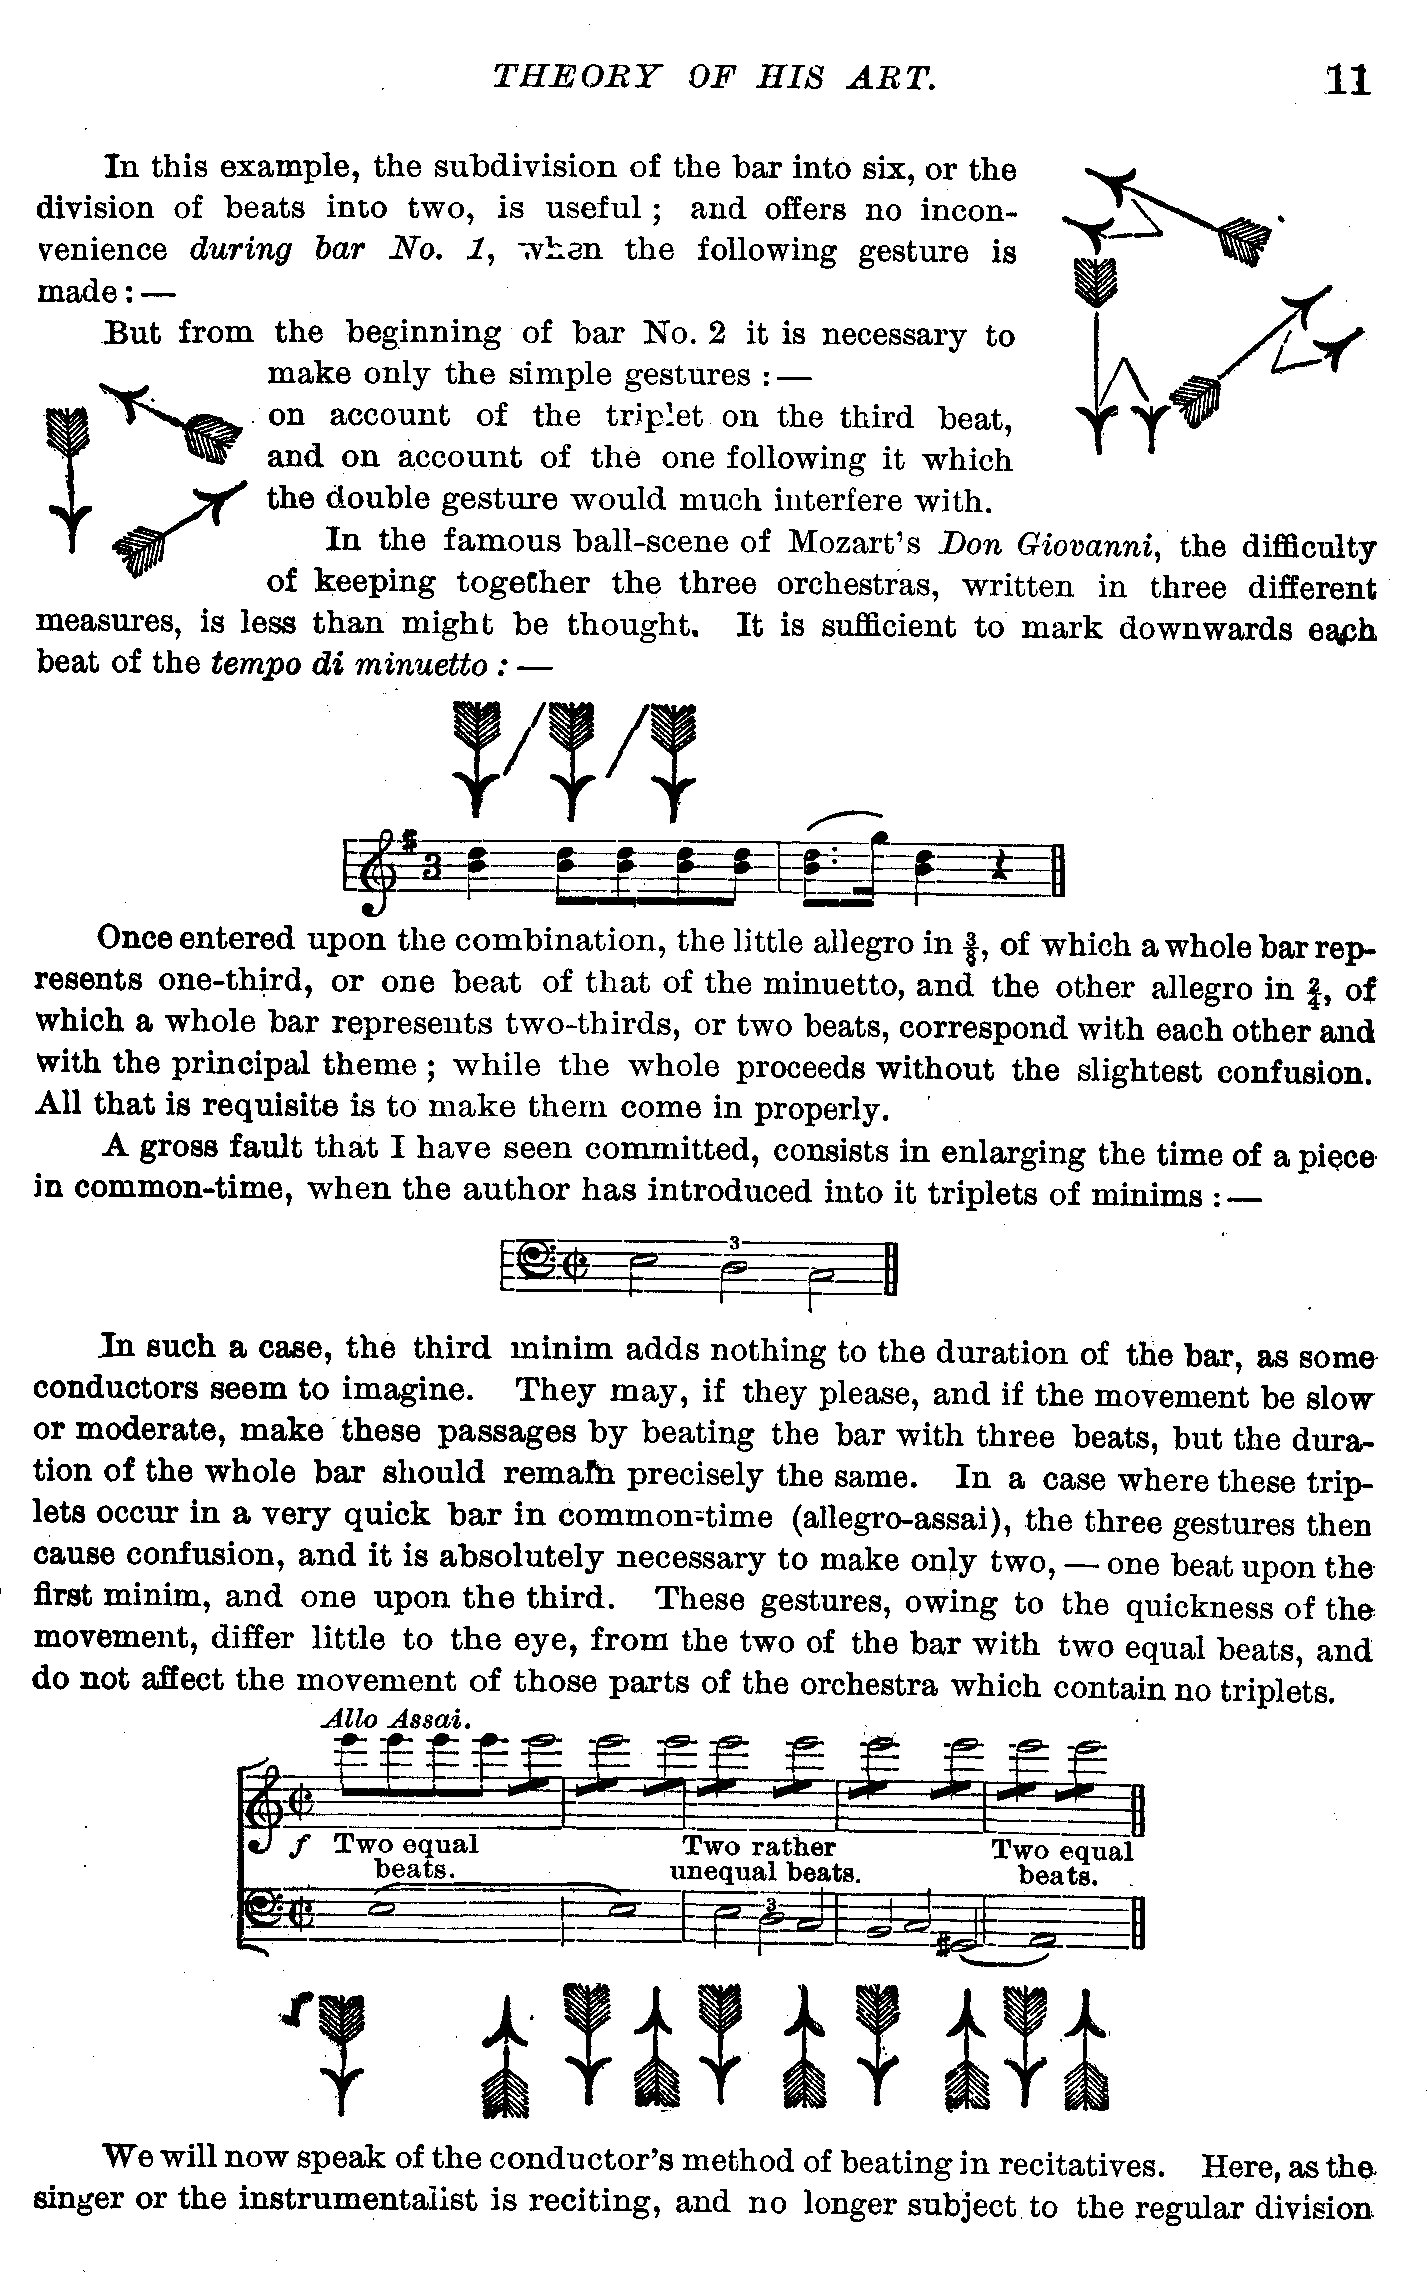 THEORY OF HIS ART.
11
In this example, the subdivision of the bar into six, or the
division of beats into two, is useful; and offers no incon-
venience during bar No. 1, when the following gesture is
made: —
But from the beginning of bar No. 2 it is necessary to
make only the simple gestures: —
on account of the triplet on the third beat,
and on account of the one following it which
the double gesture would much interfere with.
In the famous ball-scene of Mozart's Don Giovanni, the difficulty
of keeping together the three orchestras, written in three different
measures, is less than might be thought. It is sufficient to mark downwards each
beat of the tempo di minuetto: —
3
Once entered upon the combination, the little allegro in 3/8, of which a whole bar rep-
resents one-third, or one beat of that of the minuetto, and the other allegro in 2/4, of
which a whole bar represents two-thirds, or two beats, correspond with each other and
with the principal theme; while the whole proceeds without the slightest confusion.
All that is requisite is to make them come in properly.
A gross fault that I have seen committed, consists in enlarging the time of a piece
in common-time, when the author has introduced into it triplets of minims: —
3
In such a case, the third minim adds nothing to the duration of the bar, as some
conductors seem to imagine. They may, if they please, and if the movement be slow
or moderate, make these passages by beating the bar with three beats, but the dura-
tion of the whole bar should remain precisely the same. In a case where these trip-
lets occur in a very quick bar in common-time (allegro-assai), the three gestures then
cause confusion, and it is absolutely necessary to make only two, — one beat upon the
first minim, and one upon the third. These gestures, owing to the quickness of the
movement, differ little to the eye, from the two of the bar with two equal beats, and
do not affect the movement of those parts of the orchestra which contain no triplets.
Allo Assai.
f Two equal beats.
Two rather unequal beats.
Two equal beats.
3
f
We will now speak of the conductor's method of beating in recitatives. Here, as the
singer or the instrumentalist is reciting, and no longer subject to the regular division